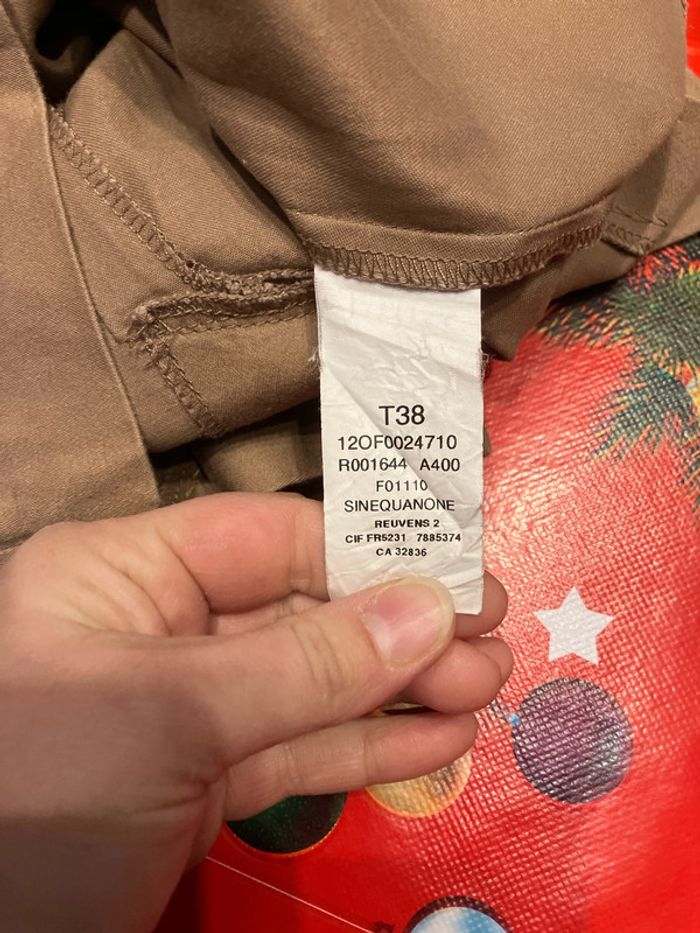 T38
12OF0024710
R001644 A400
F01110
SINEQUANONE
REUVENS 2
CIF FR5231 7885374
CA 32836